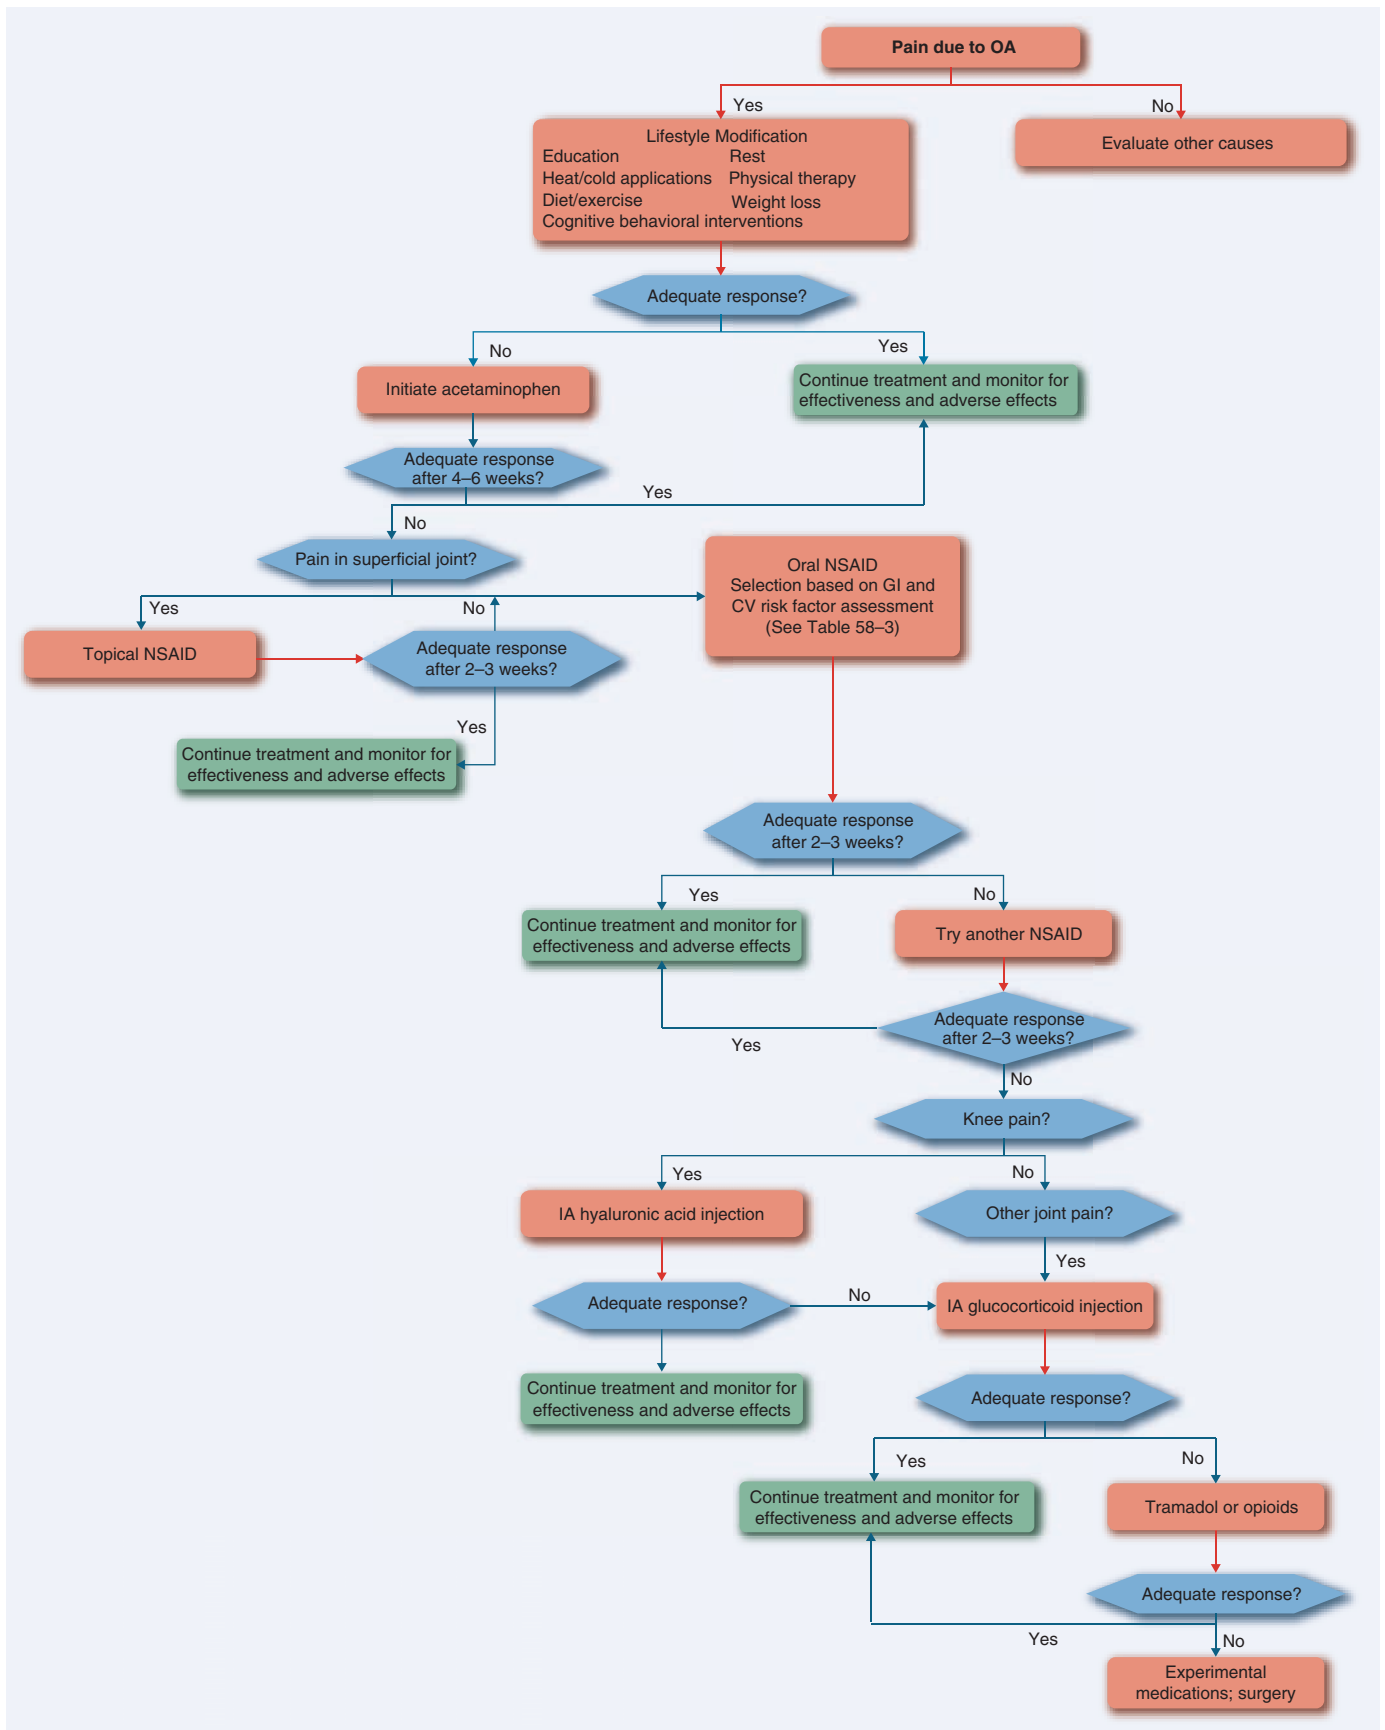 Pain due to OA
Yes
No
Lifestyle Modification
Education Rest
Heat/cold applications Physical therapy
Diet/exercise Weight loss
Cognitive behavioral interventions
Evaluate other causes
Adequate response?
No
Yes
Initiate acetaminophen
Continue treatment and monitor for
effectiveness and adverse effects
Adequate response
after 4–6 weeks?
Yes
No
Pain in superficial joint?
Yes
No
Oral NSAID
Selection based on GI and
CV risk factor assessment
(See Table 58–3)
Topical NSAID
Adequate response
after 2–3 weeks?
Yes
Continue treatment and monitor for
effectiveness and adverse effects
Adequate response
after 2–3 weeks?
Yes
No
Continue treatment and monitor for
effectiveness and adverse effects
Try another NSAID
Adequate response
after 2–3 weeks?
Yes
No
Knee pain?
Yes
No
IA hyaluronic acid injection
Other joint pain?
Yes
Adequate response?
No
IA glucocorticoid injection
Continue treatment and monitor for
effectiveness and adverse effects
Adequate response?
Yes
No
Continue treatment and monitor for
effectiveness and adverse effects
Tramadol or opioids
Adequate response?
Yes
No
Experimental
medications; surgery